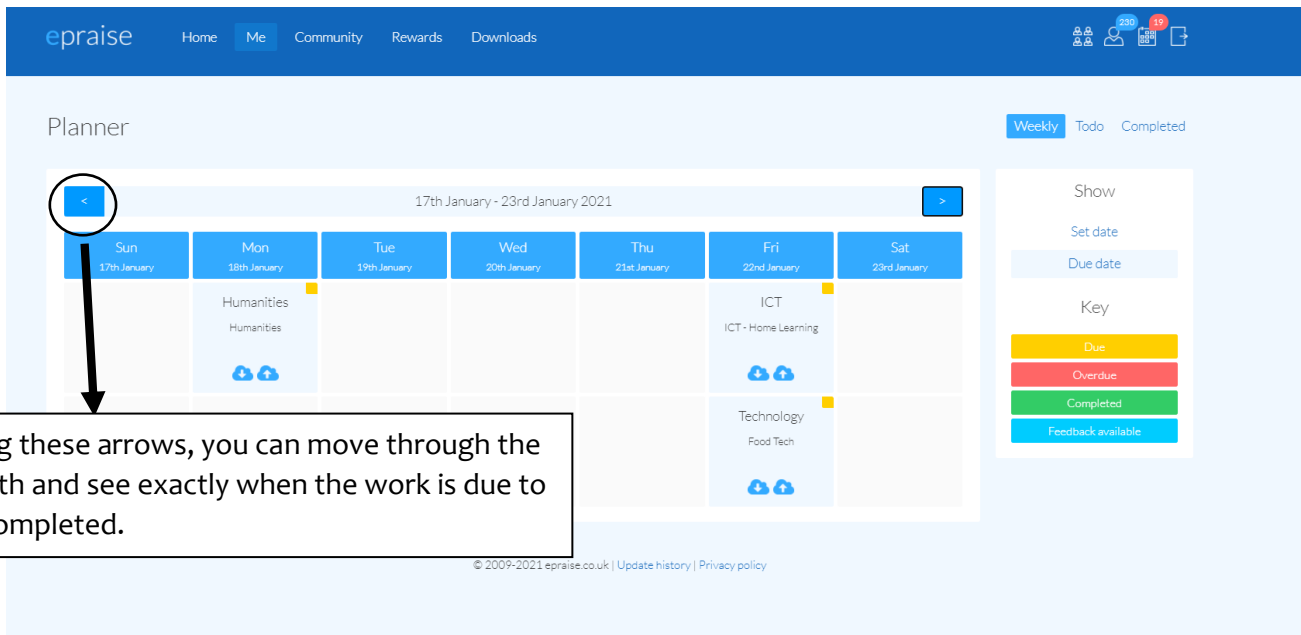 epraise Home Me Community Rewards Downloads 230 19
Planner
Weekly Todo Completed
< 17th January - 23rd January 2021 >
Sun Mon Tue Wed Thu Fri Sat
17th January 18th January 19th January 20th January 21st January 22nd January 23rd January
Humanities
Humanities
ICT
ICT - Home Learning
Technology
Food Tech
Show
Set date
Due date
Key
Due
Overdue
Completed
Feedback available
g these arrows, you can move through the
th and see exactly when the work is due to
ompleted.
© 2009-2021 epraise.co.uk | Update history | Privacy policy